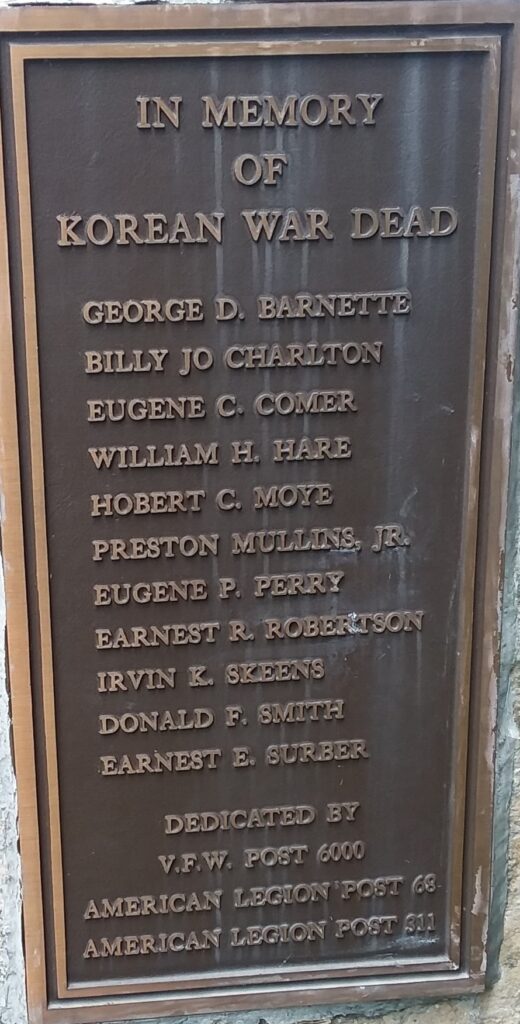 IN MEMORY
OF
KOREAN WAR DEAD
GEORGE D. BARNETTE
BILLY JO CHARLTON
EUGENE C. COMER
WILLIAM H. HARE
HOBERT C. MOYE
PRESTON MULLINS, JR.
EUGENE P. PERRY
EARNEST R. ROBERTSON
IRVIN K. SKEENS
DONALD F. SMITH
EARNEST E. SURBER
DEDICATED BY
V.F.W. POST 6000
AMERICAN LEGION POST 68
AMERICAN LEGION POST 311